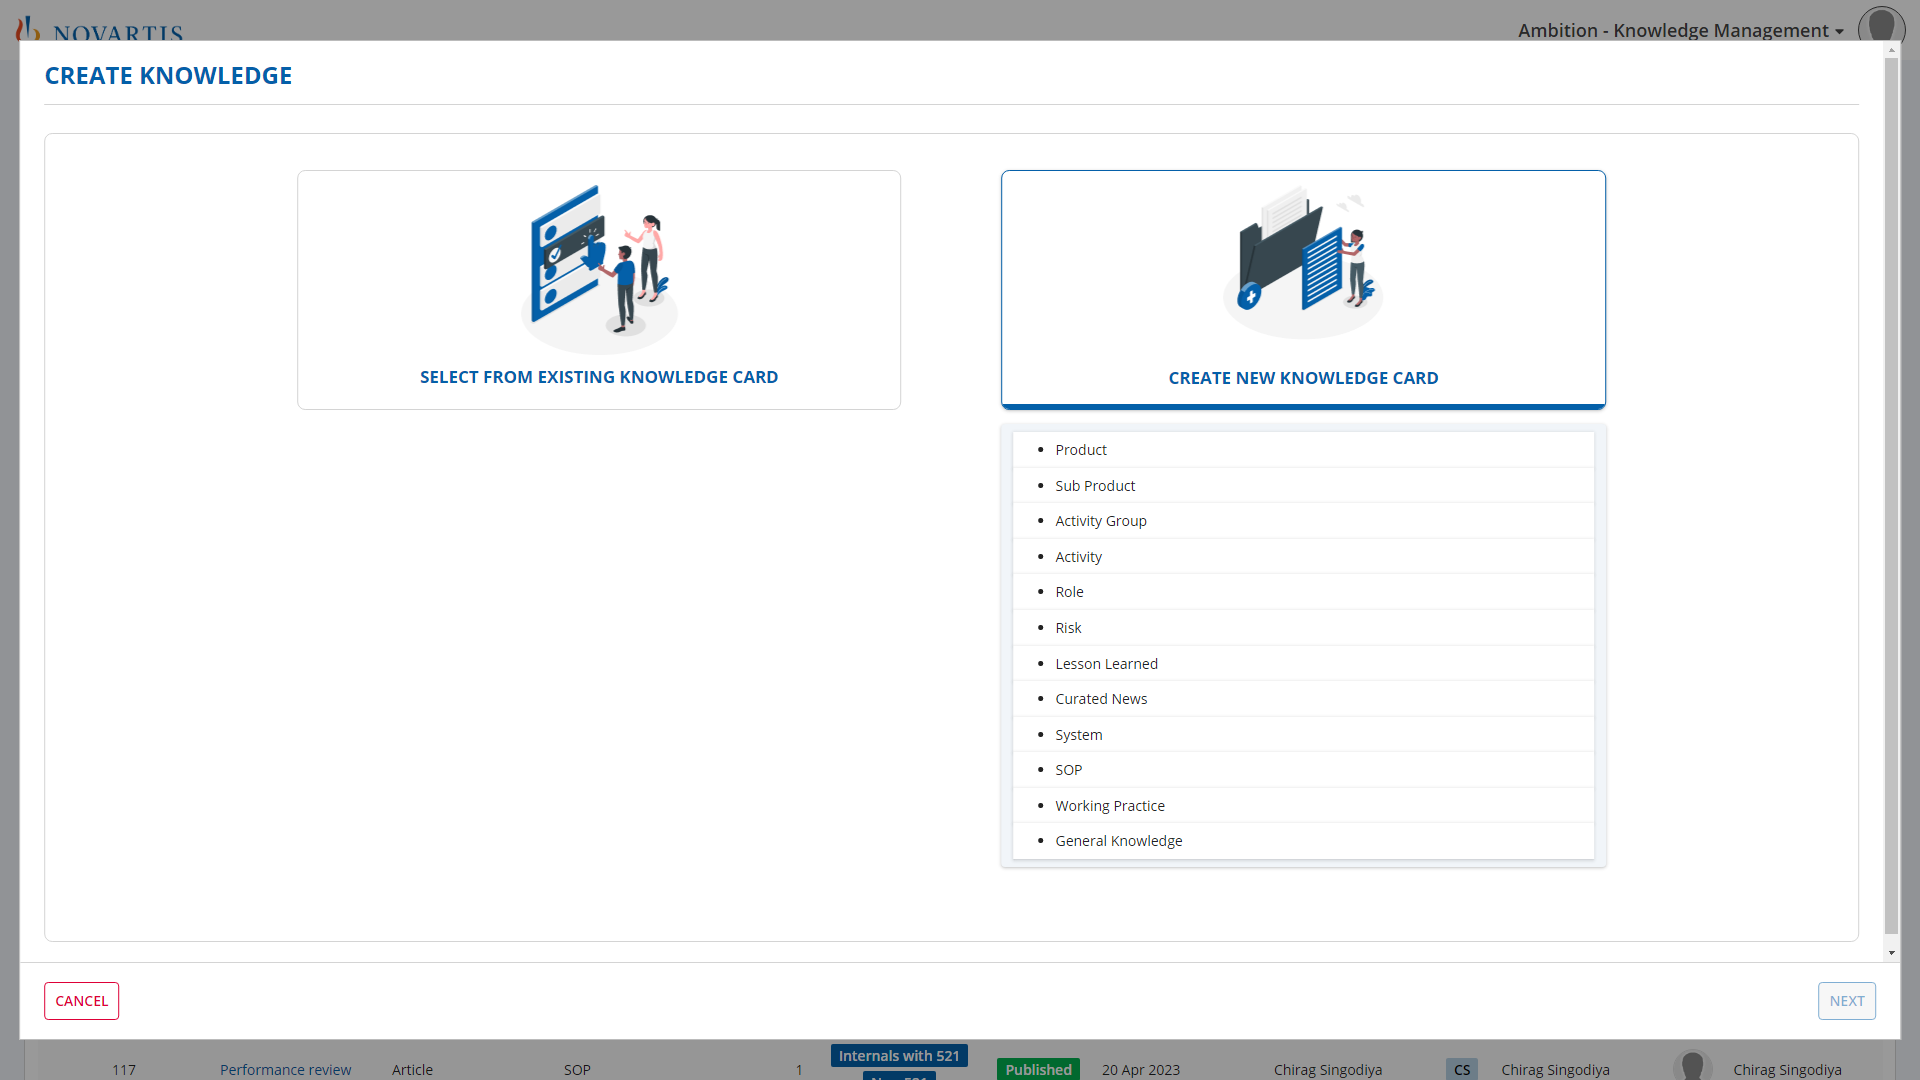 NOVARTIS
Ambition - Knowledge Management
CREATE KNOWLEDGE
SELECT FROM EXISTING KNOWLEDGE CARD
CREATE NEW KNOWLEDGE CARD
• Product
• Sub Product
• Activity Group
• Activity
• Role
• Risk
• Lesson Learned
• Curated News
• System
• SOP
• Working Practice
• General Knowledge
CANCEL
NEXT
Internals with 521
117 Performance review Article SOP 1 Published 20 Apr 2023 Chirag Singodiya CS Chirag Singodiya Chirag Singodiya